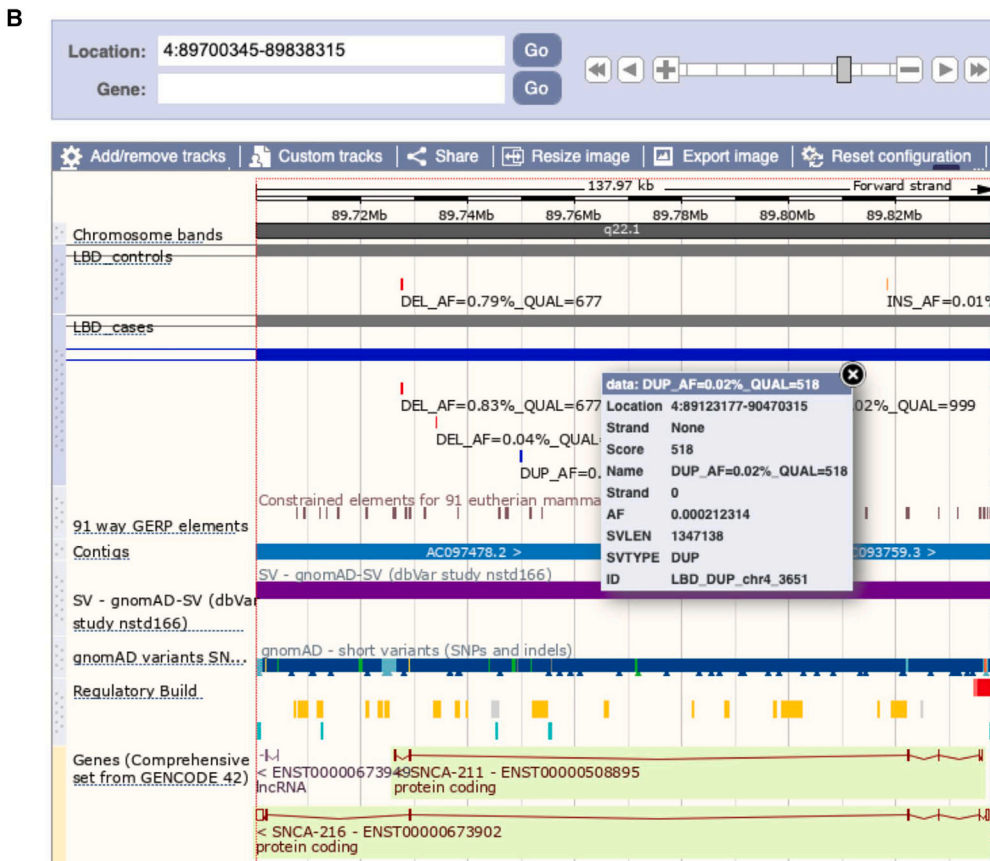 B
Location: 4:89700345-89838315 Go
Gene: Go
Add/remove tracks Custom tracks Share Resize image Export image Reset configuration
137.97 kb Forward strand
89.72Mb 89.74Mb 89.76Mb 89.78Mb 89.80Mb 89.82Mb
Chromosome bands q22.1
LBD_controls
DEL_AF=0.79%_QUAL=677 INS_AF=0.01%
LBD_cases
data: DUP_AF=0.02%_QUAL=518
Location 4:89123177-90470315
Strand None
Score 518
Name DUP_AF=0.02%_QUAL=518
Strand 0
AF 0.000212314
SVLEN 1347138
SVTYPE DUP
ID LBD_DUP_chr4_3651
DEL_AF=0.83%_QUAL=677 02%_QUAL=999
DEL_AF=0.04%_QUAL
DUP_AF=0.
Constrained elements for 91 eutherian mamma
91 way GERP elements
Contigs AC097478.2 > C093759.3 >
SV - gnomAD-SV (dbVar study nstd166)
SV - gnomAD-SV (dbVar
study nstd166)
gnomAD - short variants (SNPs and indels)
gnomAD variants SN...
Regulatory Build
Genes (Comprehensive
set from GENCODE 42)
< ENST00000673949
lncRNA
< SNCA-211 - ENST00000508895
protein coding
< SNCA-216 - ENST00000673902
protein coding